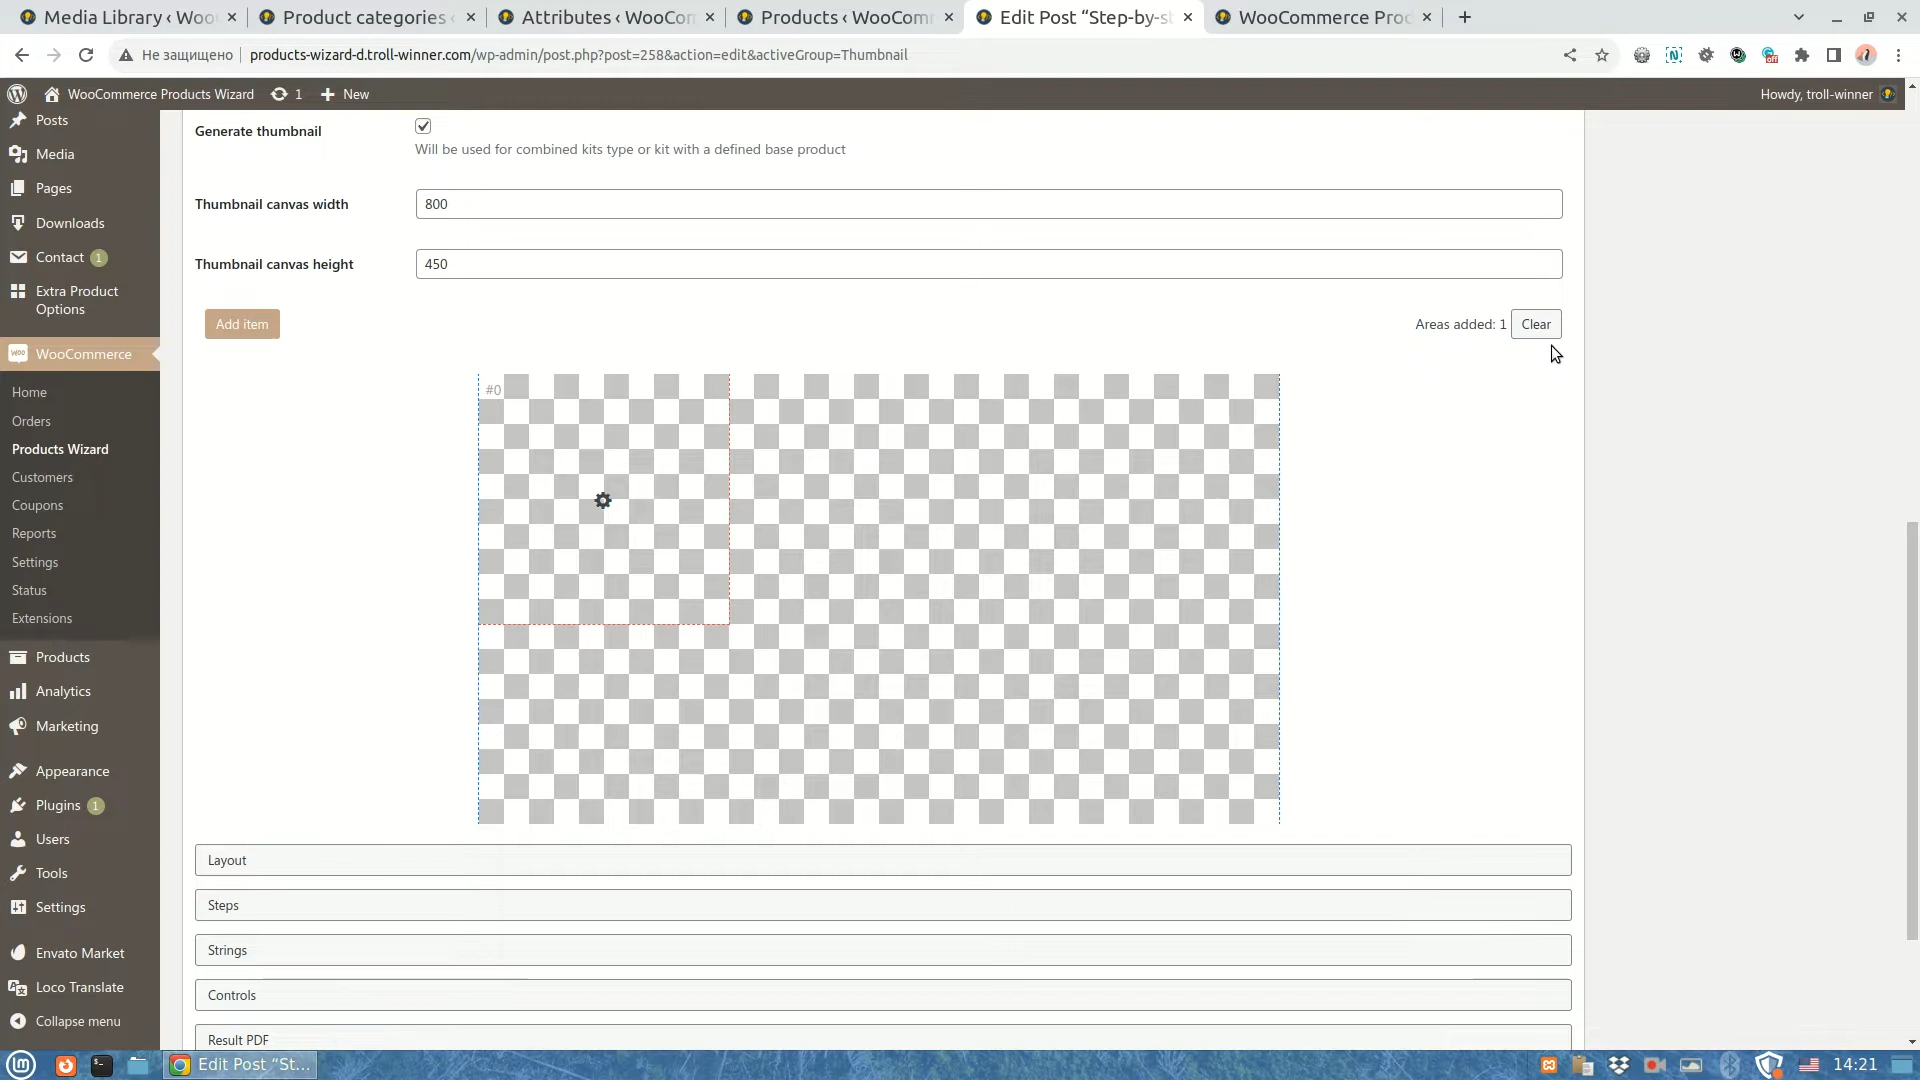 Media Library ‹ Woo
Product categories ‹
Attributes ‹ WooCon
Products ‹ WooComm
Edit Post “Step-by-st
WooCommerce Prod
Не защищено
products-wizard-d.troll-winner.com/wp-admin/post.php?post=258&action=edit&activeGroup=Thumbnail
WooCommerce Products Wizard
1
New
Howdy, troll-winner
Posts
Media
Pages
Downloads
Contact 1
Extra Product
Options
WooCommerce
Home
Orders
Products Wizard
Customers
Coupons
Reports
Settings
Status
Extensions
Products
Analytics
Marketing
Appearance
Plugins 1
Users
Tools
Settings
Envato Market
Loco Translate
Collapse menu
Generate thumbnail
Will be used for combined kits type or kit with a defined base product
Thumbnail canvas width
800
Thumbnail canvas height
450
Add item
Areas added: 1
Clear
#0
Layout
Steps
Strings
Controls
Result PDF
Edit Post “St...
14:21